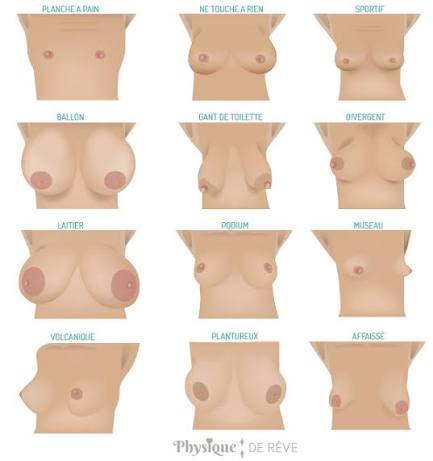 PLANCHE A PAIN
NE TOUCHE A RIEN
SPORTIF
BALLON
GANT DE TOILETTE
DIVERGENT
LAITIER
PODIUM
MUSEAU
VOLCANIQUE
PLANTUREUX
AFFAISSÉ
Physique DE RÊVE